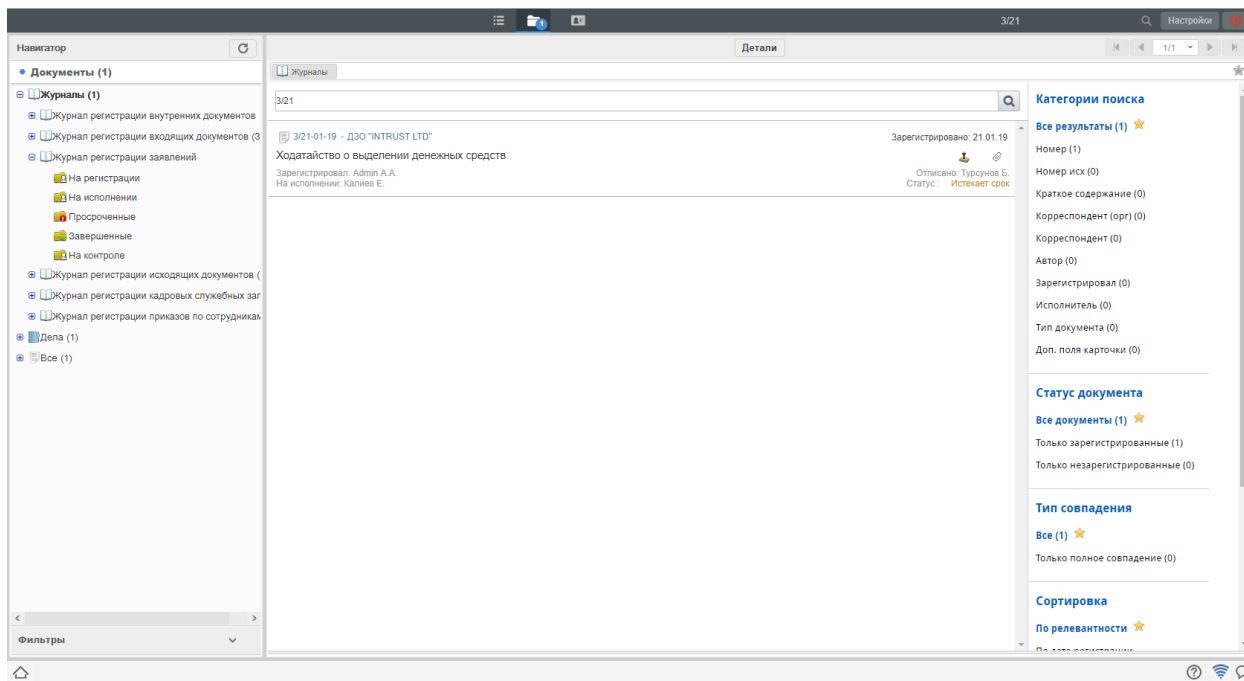 1
3/21
Настройки
Навигатор
Документы (1)
Журналы (1)
Журнал регистрации внутренних документов
Журнал регистрации входящих документов (3
Журнал регистрации заявлений
На регистрации
На исполнении
Просроченные
Завершенные
На контроле
Журнал регистрации исходящих документов (
Журнал регистрации кадровых служебных зап
Журнал регистрации приказов по сотрудникам
Дела (1)
Все (1)
Фильтры
Детали
1/1
Журналы
3/21
3/21-01-19 - ДЗО "INTRUST LTD"
Зарегистрировано: 21.01.19
Ходатайство о выделении денежных средств
Зарегистрировал: Admin А.А.
Отписано: Турсунов Б.
На исполнении: Калиев Е.
Статус : Истекает срок
Категории поиска
Все результаты (1)
Номер (1)
Номер исх (0)
Краткое содержание (0)
Корреспондент (орг) (0)
Корреспондент (0)
Автор (0)
Зарегистрировал (0)
Исполнитель (0)
Тип документа (0)
Доп. поля карточки (0)
Статус документа
Все документы (1)
Только зарегистрированные (1)
Только незарегистрированные (0)
Тип совпадения
Все (1)
Только полное совпадение (0)
Сортировка
По релевантности
По дате регистрации